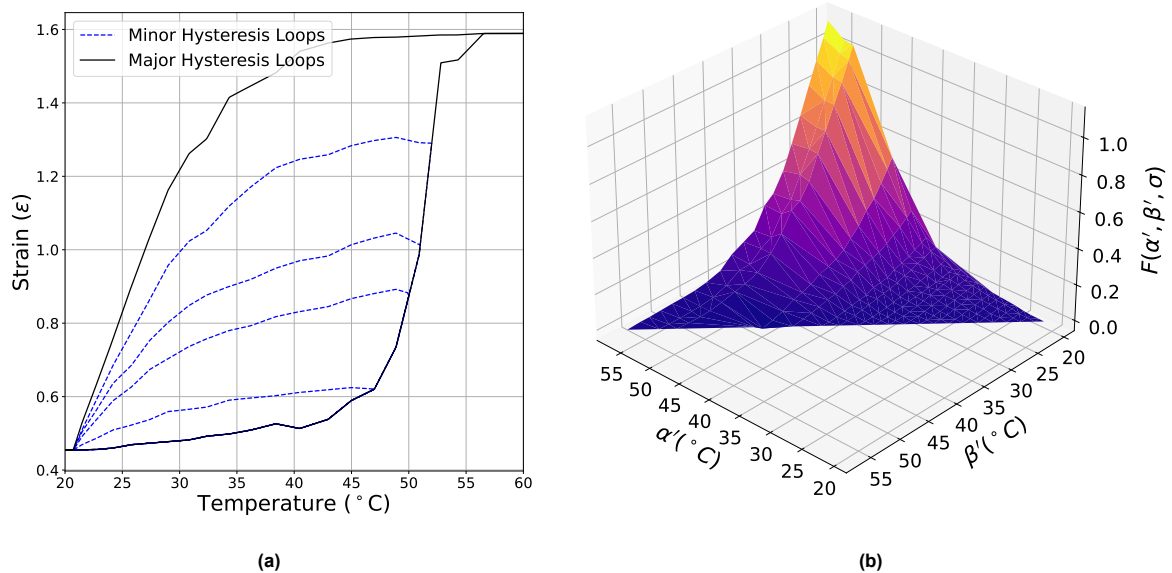 Minor Hysteresis Loops
Major Hysteresis Loops
Strain (ε)
1.6
1.4
1.2
1.0
0.8
0.6
0.4
20 25 30 35 40 45 50 55 60
Temperature (°C)
(a)
F(α′, β′, σ)
1.0
0.8
0.6
0.4
0.2
0.0
55 50 45 40 35 30 25 20
α′(°C)
55 50 45 40 35 30 25 20
β′(°C)
(b)